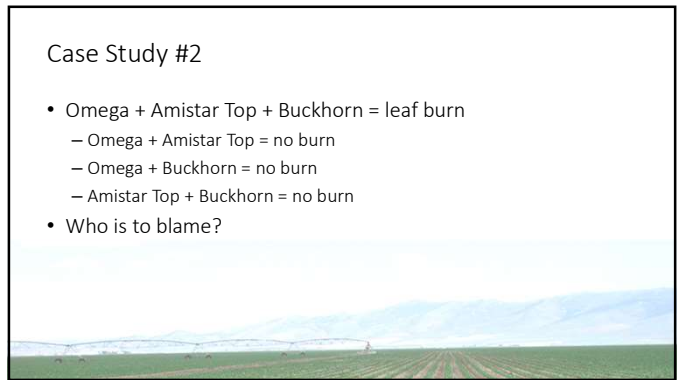 Case Study #2
• Omega + Amistar Top + Buckhorn = leaf burn
– Omega + Amistar Top = no burn
– Omega + Buckhorn = no burn
– Amistar Top + Buckhorn = no burn
• Who is to blame?